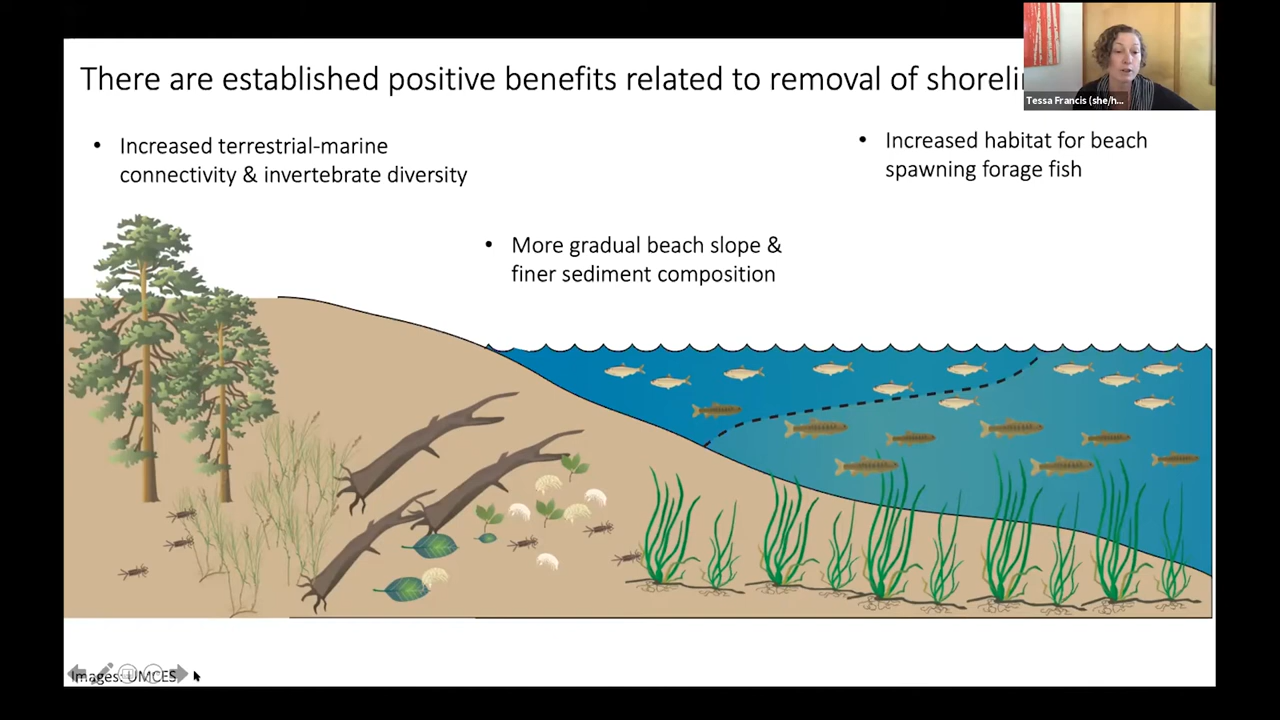 There are established positive benefits related to removal of
Tessa Francis (she/h...
• Increased terrestrial-marine
connectivity & invertebrate diversity
• Increased habitat for beach
spawning forage fish
• More gradual beach slope &
finer sediment composition
Images: UMCES